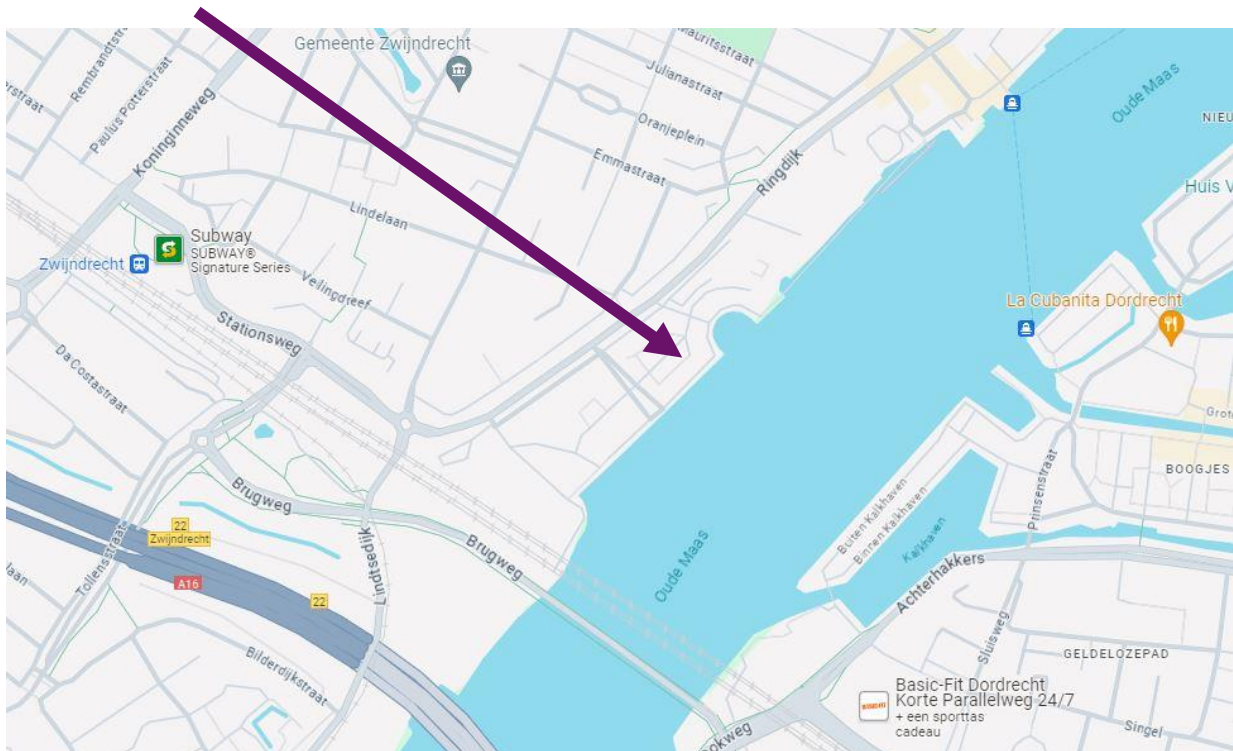 Gemeente Zwijndrecht
Mauritsstraat
Julianastraat
Rembrandtstr
Paulus Potterstraat
Koninginneweg
Oranjeplein
Emmastraat
Ringdijk
Oude Maas
NIEU
Huis V
Lindelaan
Subway
SUBWAY®
Signature Series
Zwijndrecht
Veilingdreef
Stationsweg
La Cubanita Dordrecht
Da Costastraat
Grot
BOOGJES
Prinsenstraat
Buiten Kalkhaven
Binnen Kalkhaven
Kalkhaven
Brugweg
22
Zwijndrecht
Tollensstraat
A16
22
Lindtsedijk
Brugweg
Oude Maas
Achterhakkers
Sluisweg
GELDELOZEPAD
Bilderdijkstraat
Basic-Fit Dordrecht
Korte Parallelweg 24/7
+ een sporttas
cadeau
Singel
ookweg